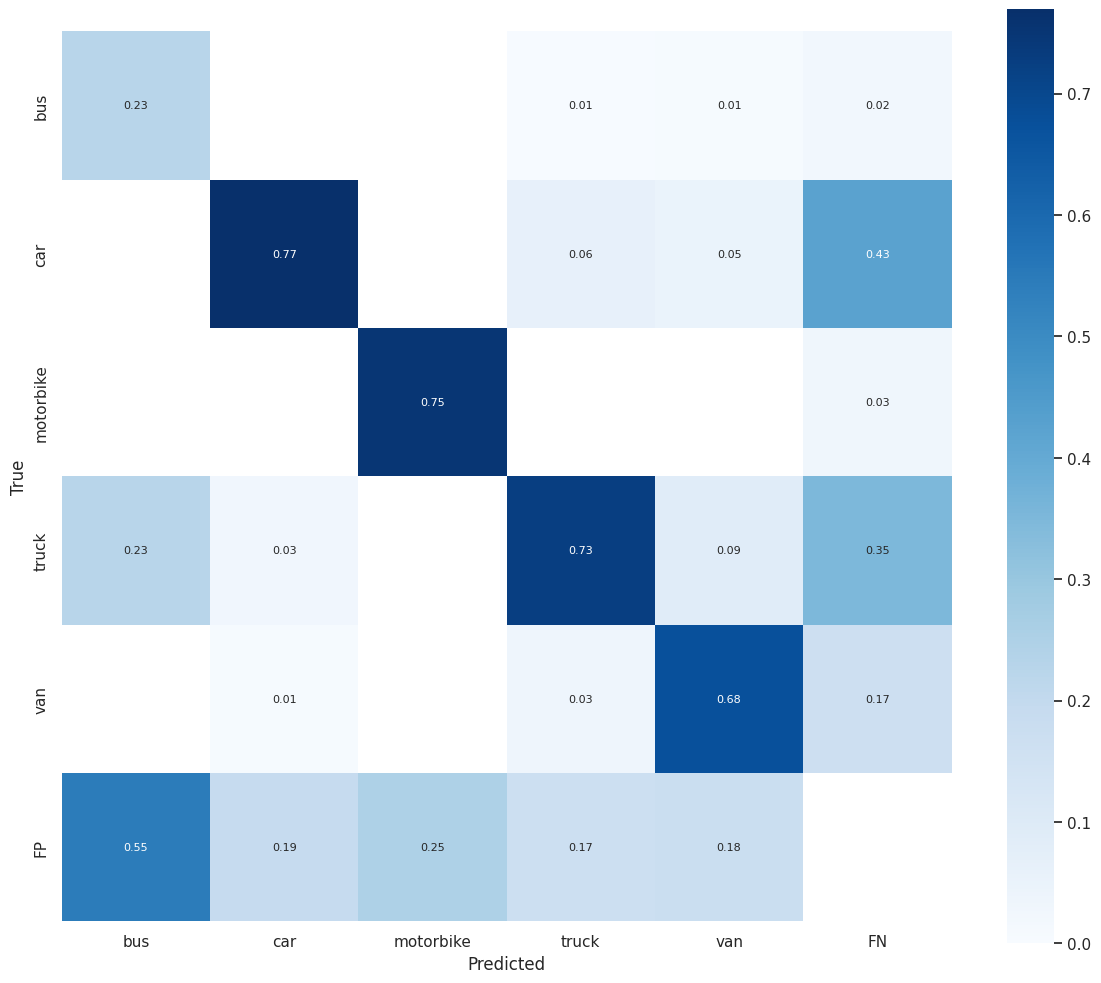 bus 0.23 0.01 0.01 0.02
car 0.77 0.06 0.05 0.43
motorbike 0.75 0.03
truck 0.23 0.03 0.73 0.09 0.35
van 0.01 0.03 0.68 0.17
FP 0.55 0.19 0.25 0.17 0.18
True
bus car motorbike truck van FN
Predicted
0.7
0.6
0.5
0.4
0.3
0.2
0.1
0.0